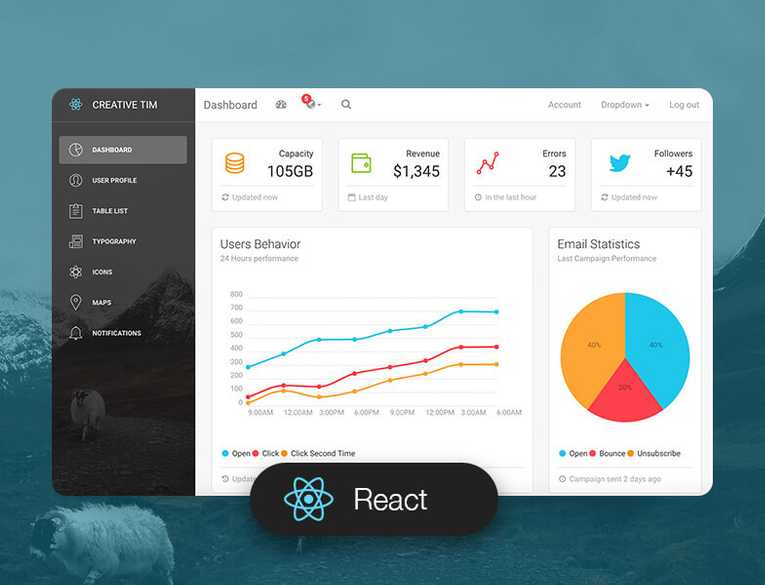 CREATIVE TIM
Dashboard
5
Account
Dropdown
Log out
DASHBOARD
USER PROFILE
TABLE LIST
TYPOGRAPHY
ICONS
MAPS
NOTIFICATIONS
Capacity
105GB
Updated now
Revenue
$1,345
Last day
Errors
23
In the last hour
Followers
+45
Updated now
Users Behavior
24 Hours performance
800
700
600
500
400
300
200
100
0
9:00AM 12:00AM 3:00PM 6:00PM 9:00PM 12:00PM 3:00AM 6:00AM
Open Click Click Second Time
Email Statistics
Last Campaign Performance
40%
40%
20%
Open Bounce Unsubscribe
Campaign sent 2 days ago
React